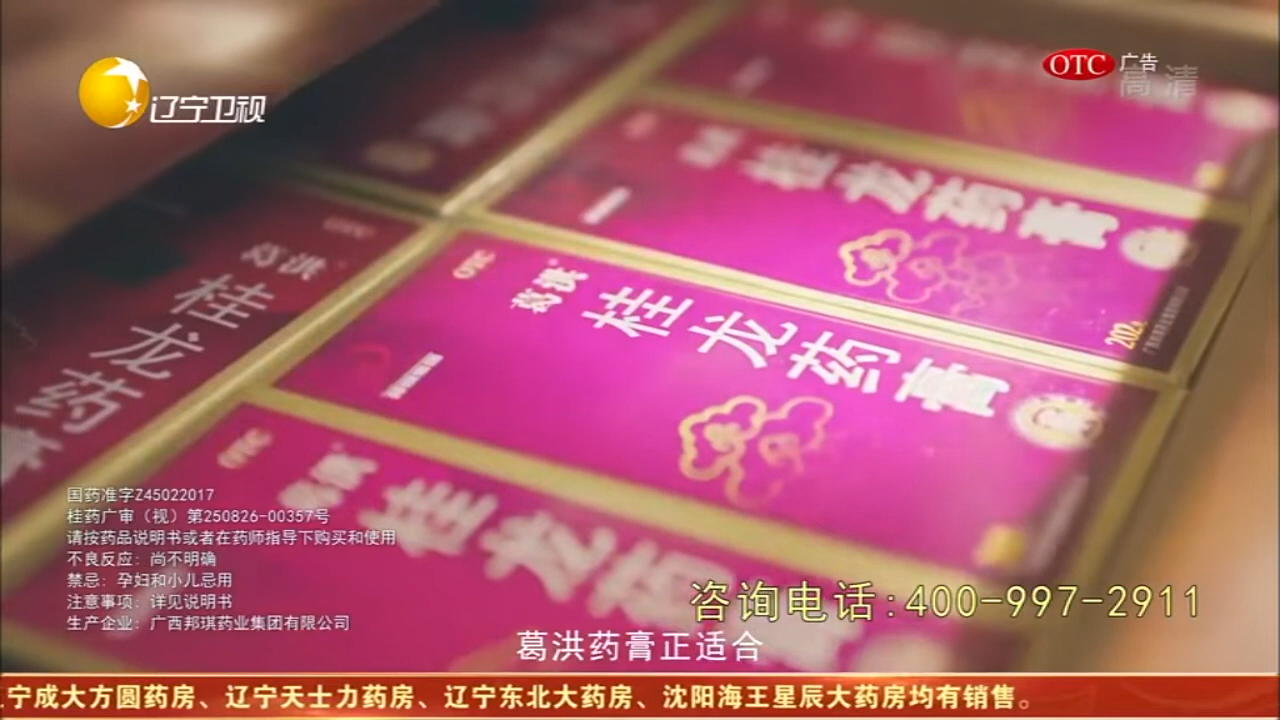 辽宁卫视
OTC 广告
高清
桂龙药膏
202
OTC 葛洪 桂龙药膏
葛洪 桂龙药膏
OTC 葛洪 桂龙药膏
国药准字Z45022017
桂药广审（视）第250826-00357号
请按药品说明书或者在药师指导下购买和使用
不良反应：尚不明确
禁忌：孕妇和小儿忌用
注意事项：详见说明书
生产企业：广西邦琪药业集团有限公司
咨询电话:400-997-2911
葛洪药膏正适合
宁成大方圆药房、辽宁天士力药房、辽宁东北大药房、沈阳海王星辰大药房均有销售。